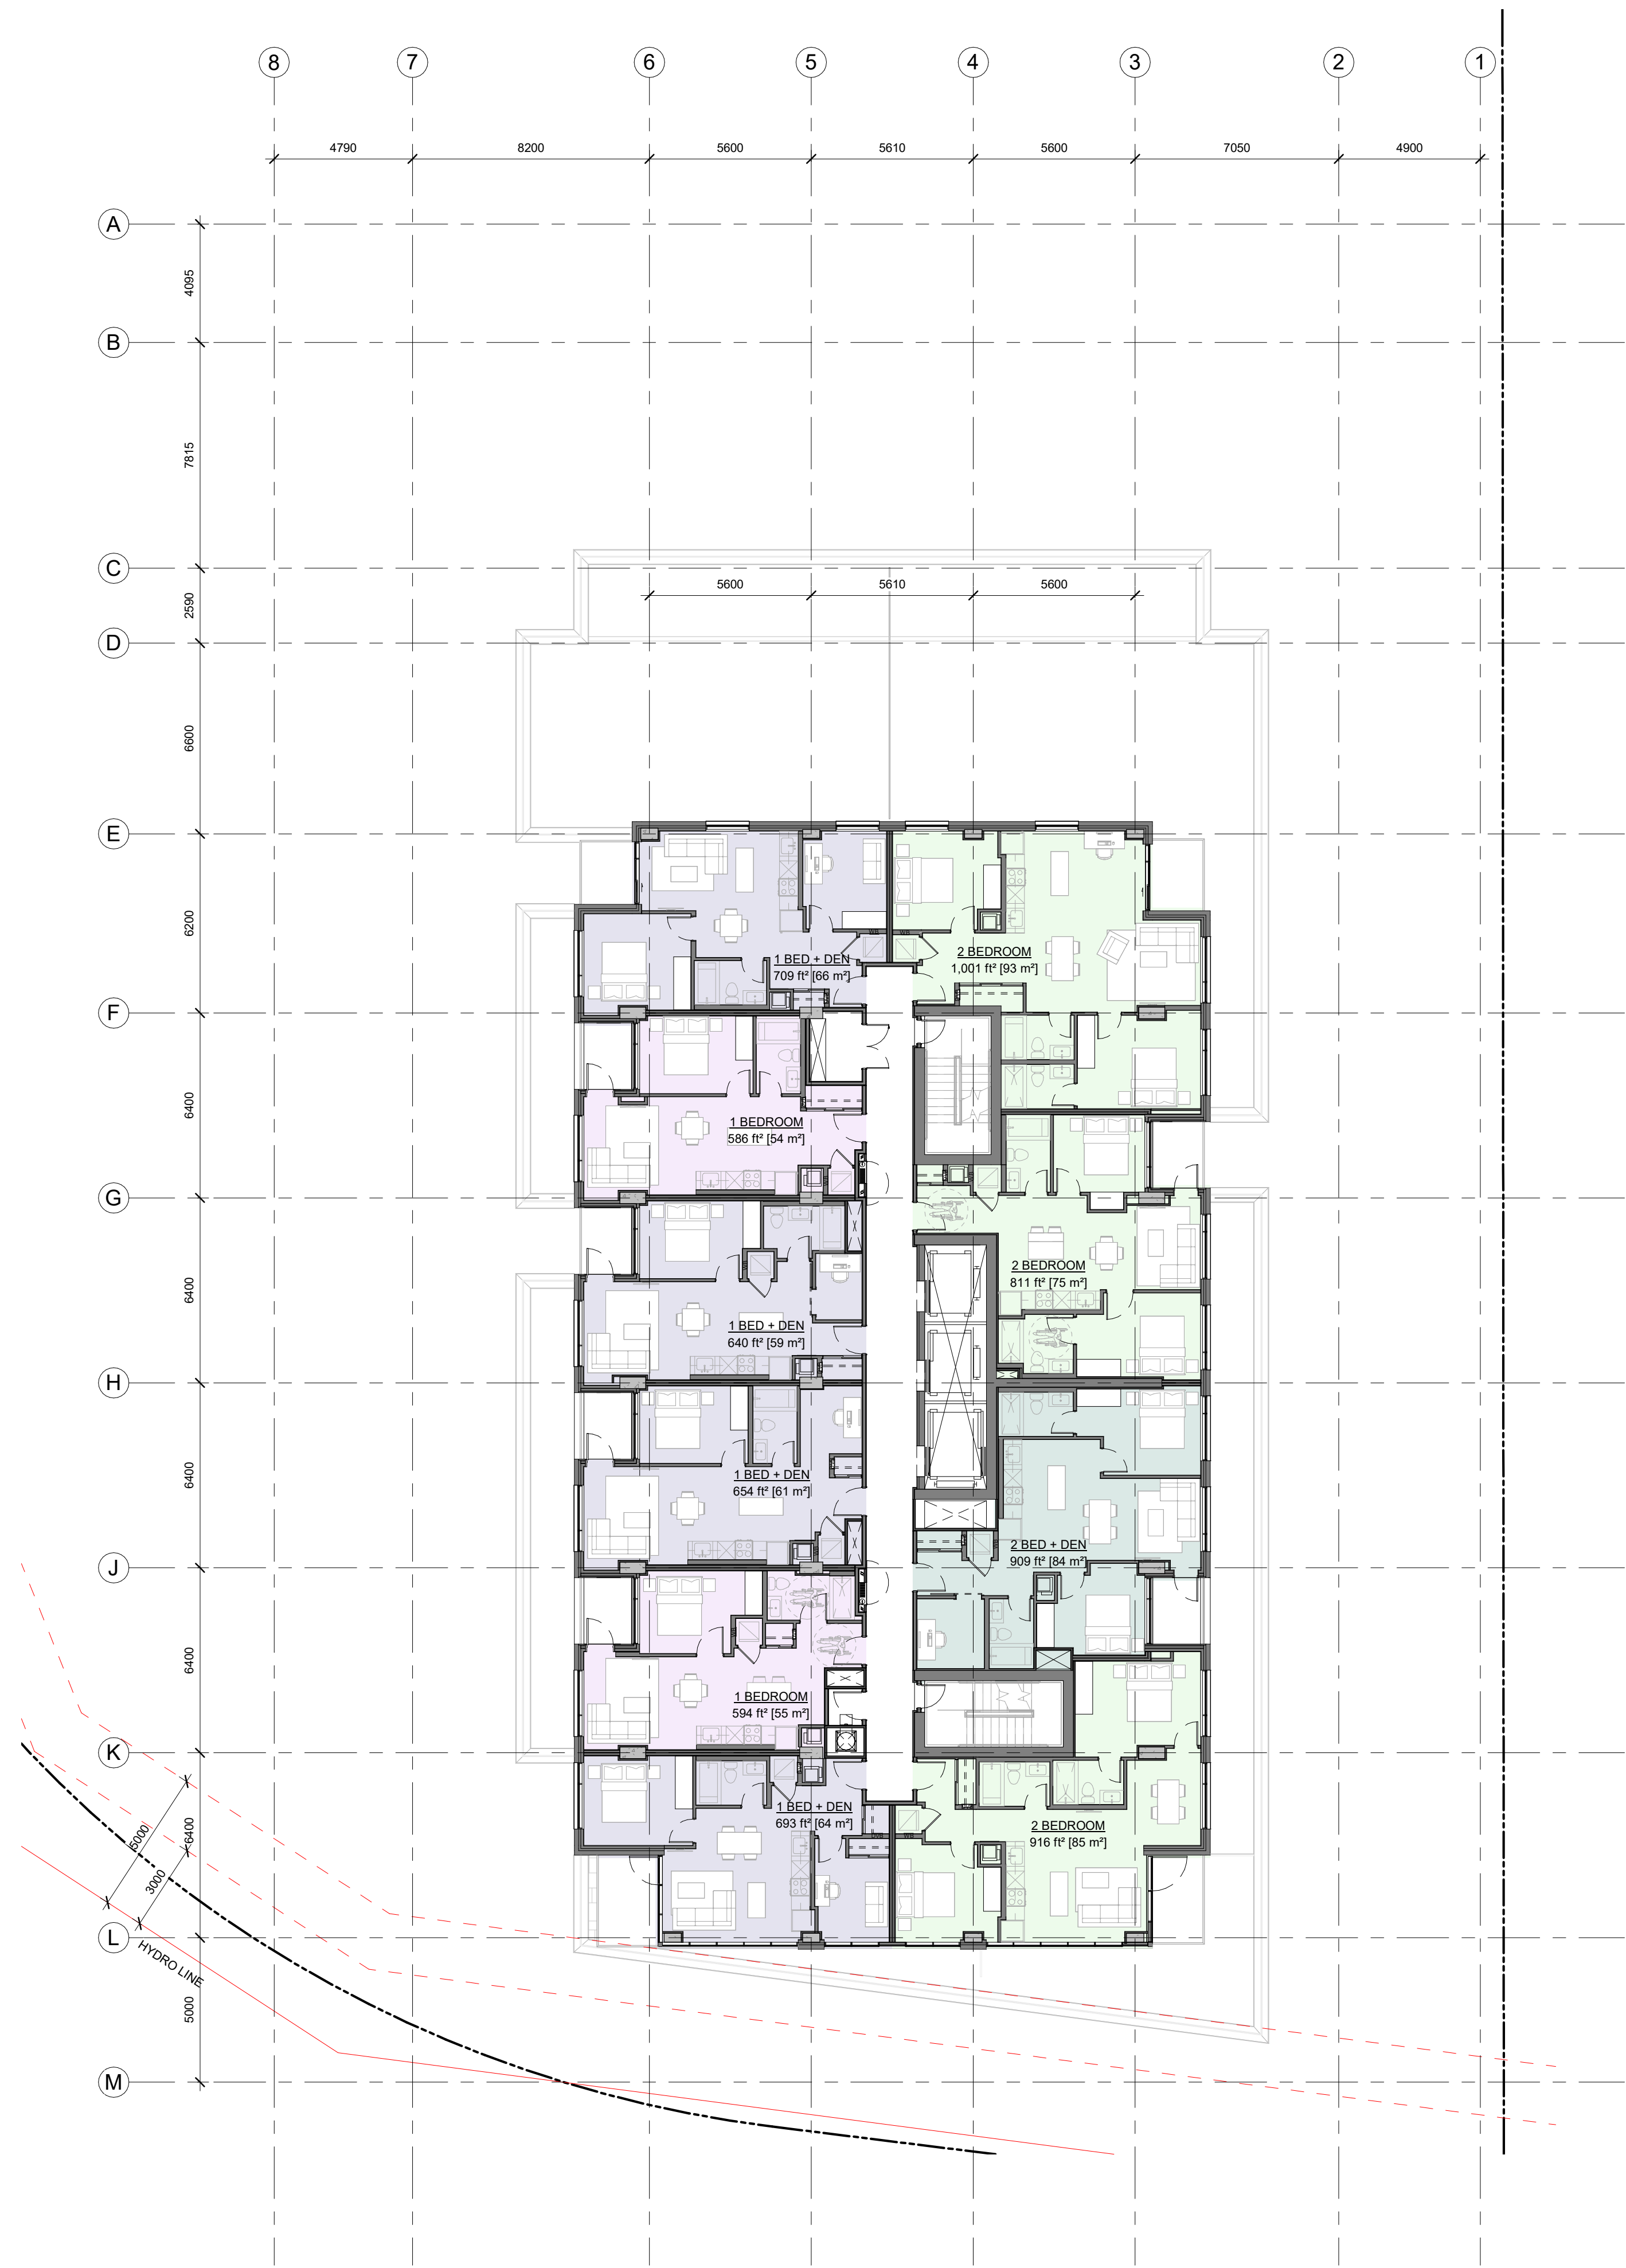 8 7 6 5 4 3 2 1
4790 8200 5600 5610 5600 7050 4900
A
4095
B
7815
C
5600 5610 5600
2590
D
6600
E
6200
1 BED + DEN
709 ft² [66 m²]
2 BEDROOM
1,001 ft² [93 m²]
F
6400
1 BEDROOM
586 ft² [54 m²]
G
6400
2 BEDROOM
811 ft² [75 m²]
1 BED + DEN
640 ft² [59 m²]
H
6400
1 BED + DEN
654 ft² [61 m²]
2 BED + DEN
909 ft² [84 m²]
J
6400
1 BEDROOM
594 ft² [55 m²]
K
6400
1 BED + DEN
693 ft² [64 m²]
2 BEDROOM
916 ft² [85 m²]
5000
3000
L
HYDRO LINE
5000
M